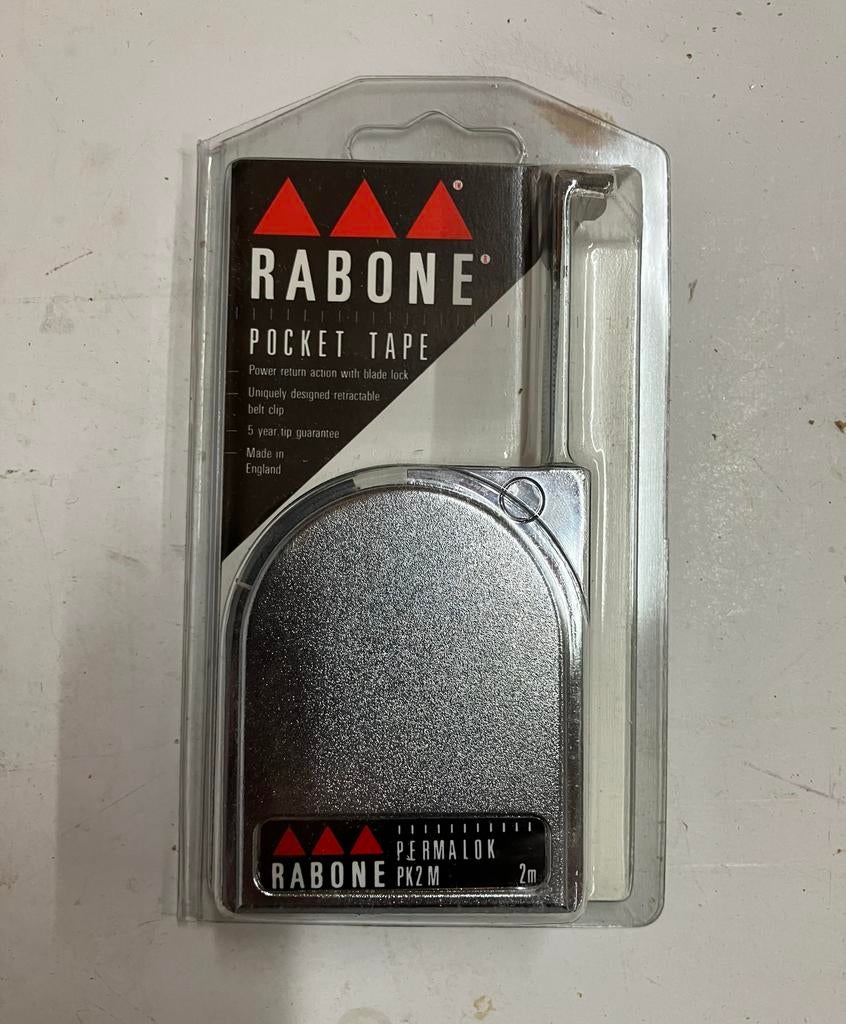 RABONE
POCKET TAPE
Power return action with blade lock
Uniquely designed retractable
belt clip
5 year tip guarantee
Made in
England
RABONE
PERMALOK
PK2M 2m